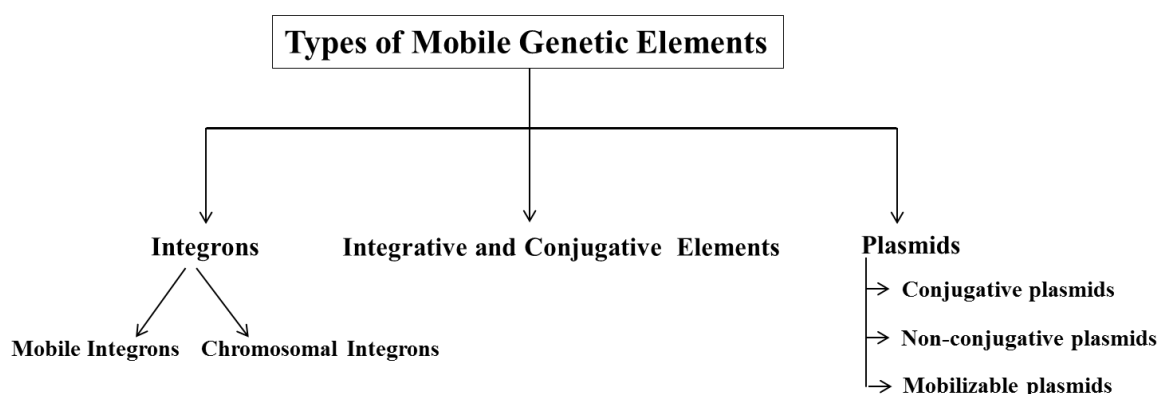 Types of Mobile Genetic Elements
Integrons
Integrative and Conjugative Elements
Plasmids
Conjugative plasmids
Non-conjugative plasmids
Mobile Integrons
Chromosomal Integrons
Mobilizable plasmids